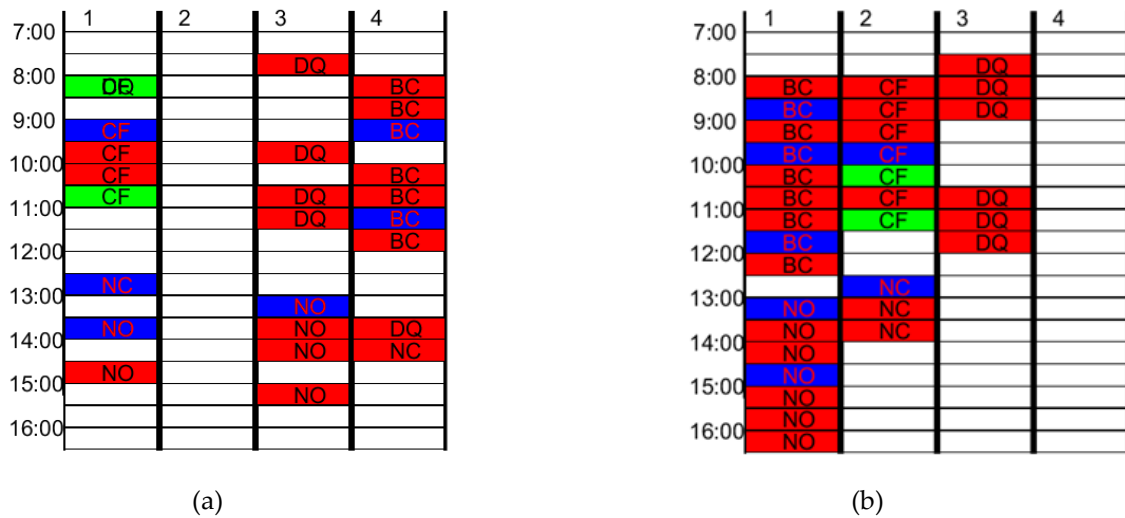 1 2 3 4
7:00
DQ
8:00
BC
BC
9:00
CF BC
CF DQ
10:00
CF BC
CF DQ BC
11:00
DQ BC
BC
12:00
NC
13:00
NO
NO NO DQ
14:00
NO NC
NO
15:00
NO
16:00
(a)
1 2 3 4
7:00
DQ
8:00
BC CF DQ
BC CF DQ
9:00
BC CF
BC CF
10:00
BC CF
BC CF DQ
11:00
BC CF DQ
BC DQ
12:00
BC
NC
13:00
NO NC
NO NC
14:00
NO
NO
15:00
NO
NO
16:00
NO
(b)